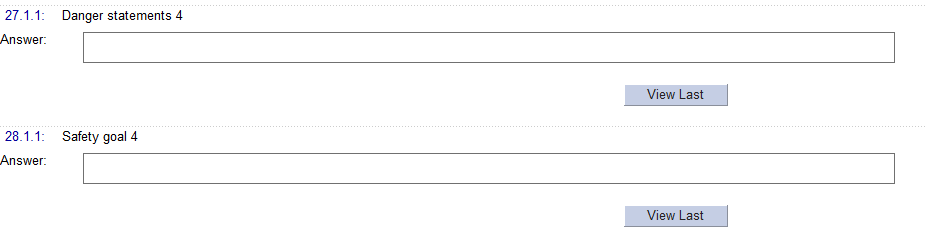 27.1.1: Danger statements 4
Answer:
View Last
28.1.1: Safety goal 4
Answer:
View Last